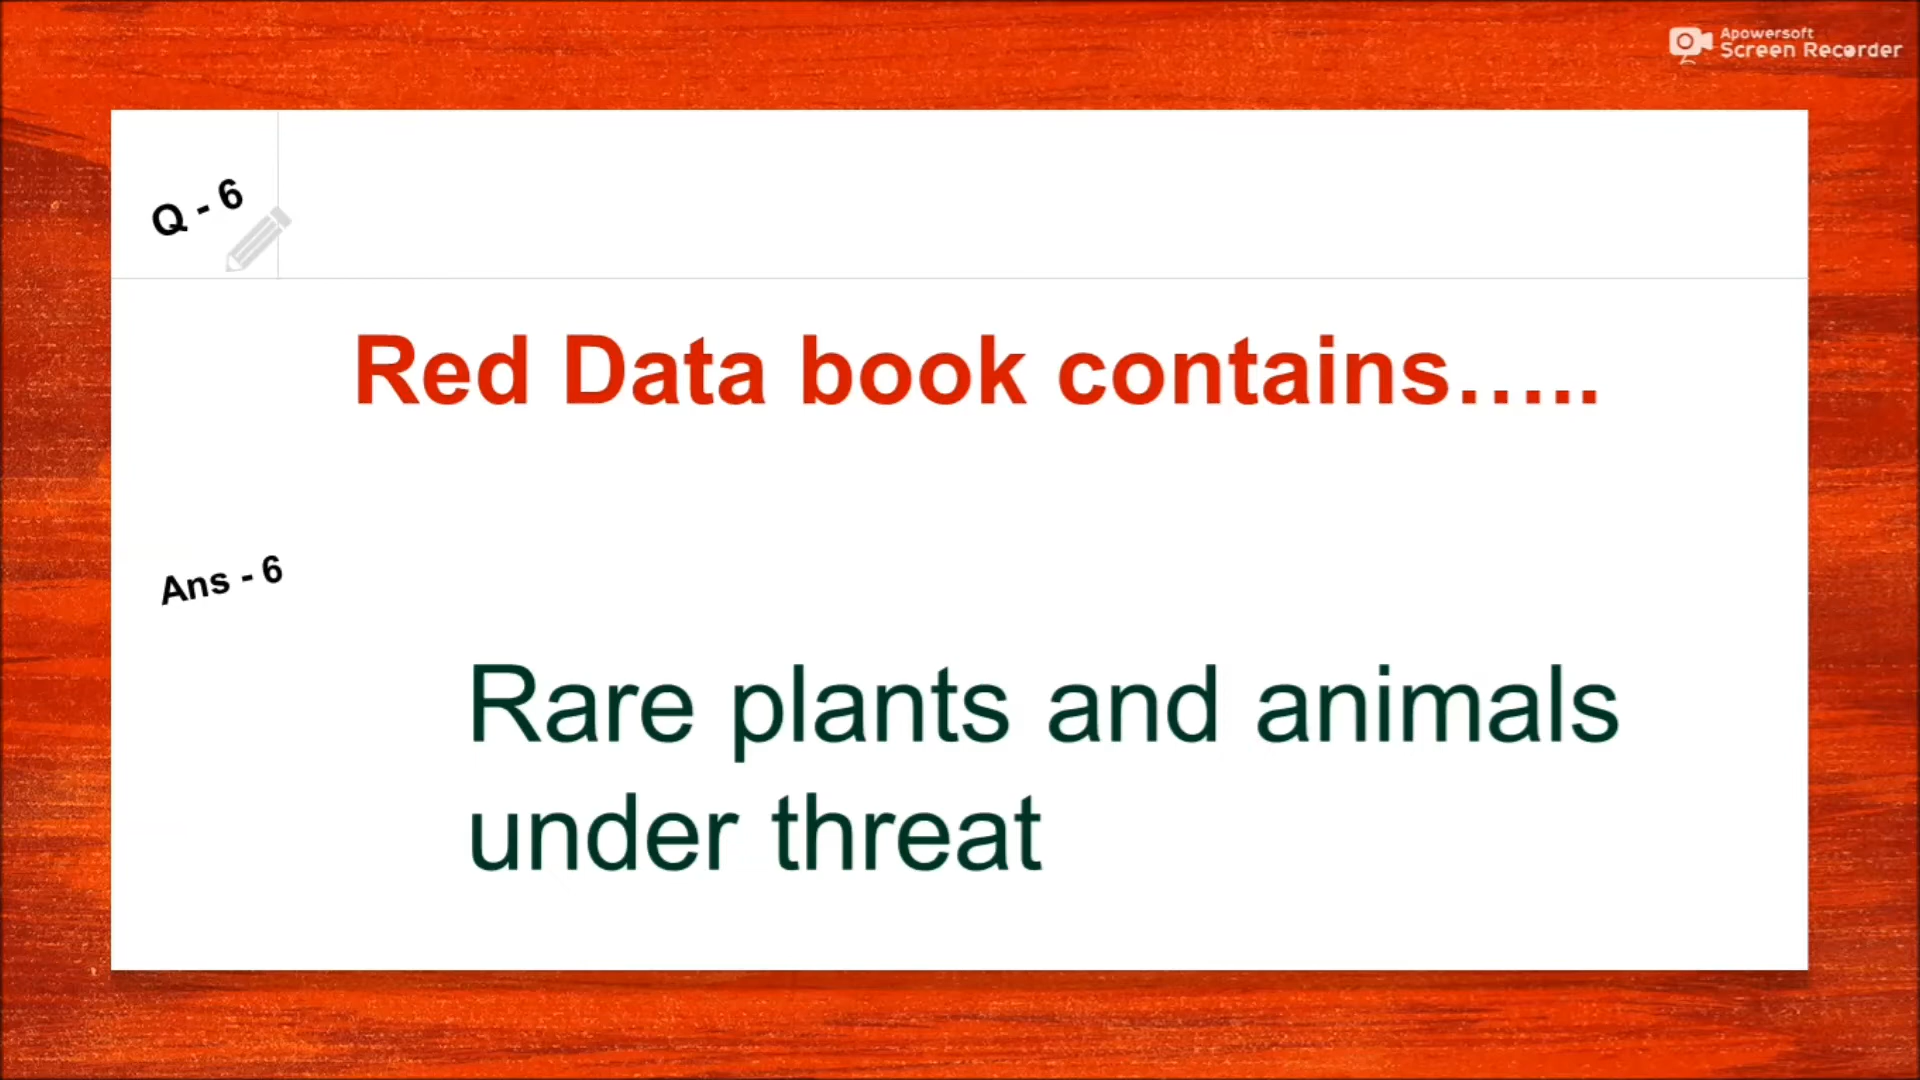 Apowersoft
Screen Recorder
Q - 6
Red Data book contains.....
Ans - 6
Rare plants and animals
under threat